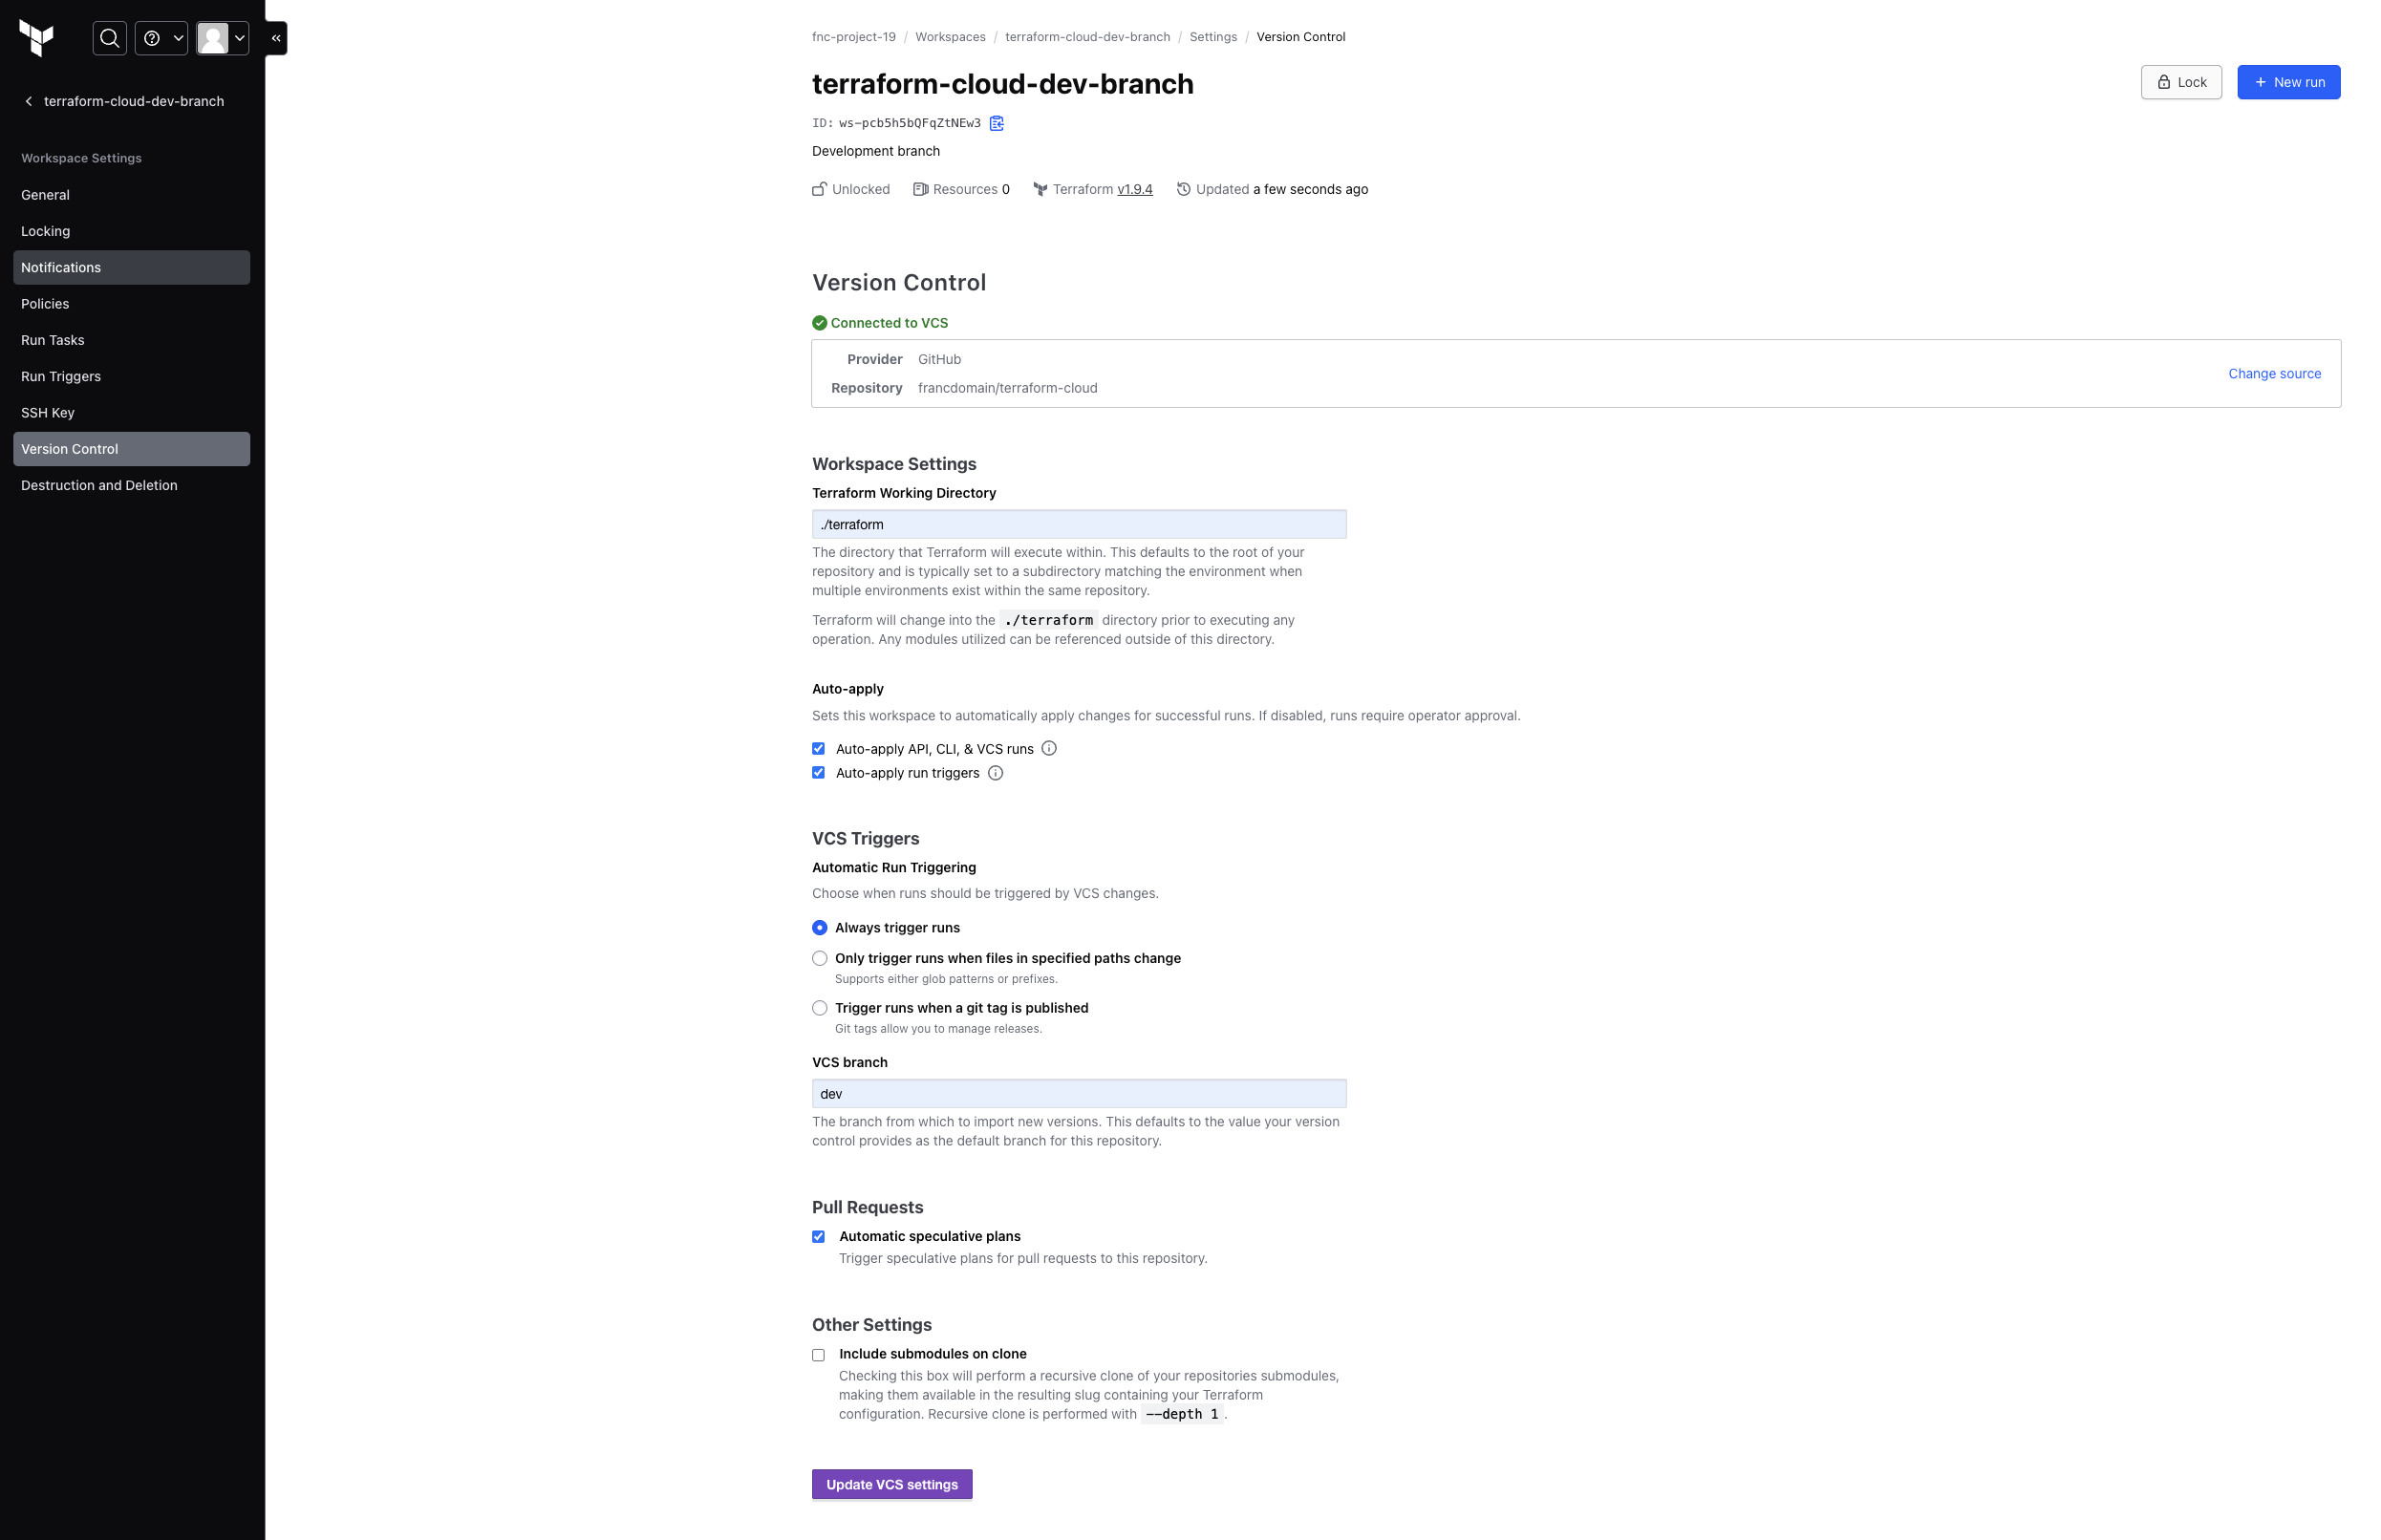 terraform-cloud-dev-branch
Workspace Settings
General
Locking
Notifications
Policies
Run Tasks
Run Triggers
SSH Key
Version Control
Destruction and Deletion
fnc-project-19 / Workspaces / terraform-cloud-dev-branch / Settings / Version Control
terraform-cloud-dev-branch
Lock
+ New run
ID: ws-pcb5h5bQFqZtNEw3
Development branch
Unlocked Resources 0 Terraform v1.9.4 Updated a few seconds ago
Version Control
Connected to VCS
Provider GitHub
Repository francdomain/terraform-cloud
Change source
Workspace Settings
Terraform Working Directory
./terraform
The directory that Terraform will execute within. This defaults to the root of your
repository and is typically set to a subdirectory matching the environment when
multiple environments exist within the same repository.
Terraform will change into the ./terraform directory prior to executing any
operation. Any modules utilized can be referenced outside of this directory.
Auto-apply
Sets this workspace to automatically apply changes for successful runs. If disabled, runs require operator approval.
Auto-apply API, CLI, & VCS runs
Auto-apply run triggers
VCS Triggers
Automatic Run Triggering
Choose when runs should be triggered by VCS changes.
Always trigger runs
Only trigger runs when files in specified paths change
Supports either glob patterns or prefixes.
Trigger runs when a git tag is published
Git tags allow you to manage releases.
VCS branch
dev
The branch from which to import new versions. This defaults to the value your version
control provides as the default branch for this repository.
Pull Requests
Automatic speculative plans
Trigger speculative plans for pull requests to this repository.
Other Settings
Include submodules on clone
Checking this box will perform a recursive clone of your repositories submodules,
making them available in the resulting slug containing your Terraform
configuration. Recursive clone is performed with --depth 1 .
Update VCS settings